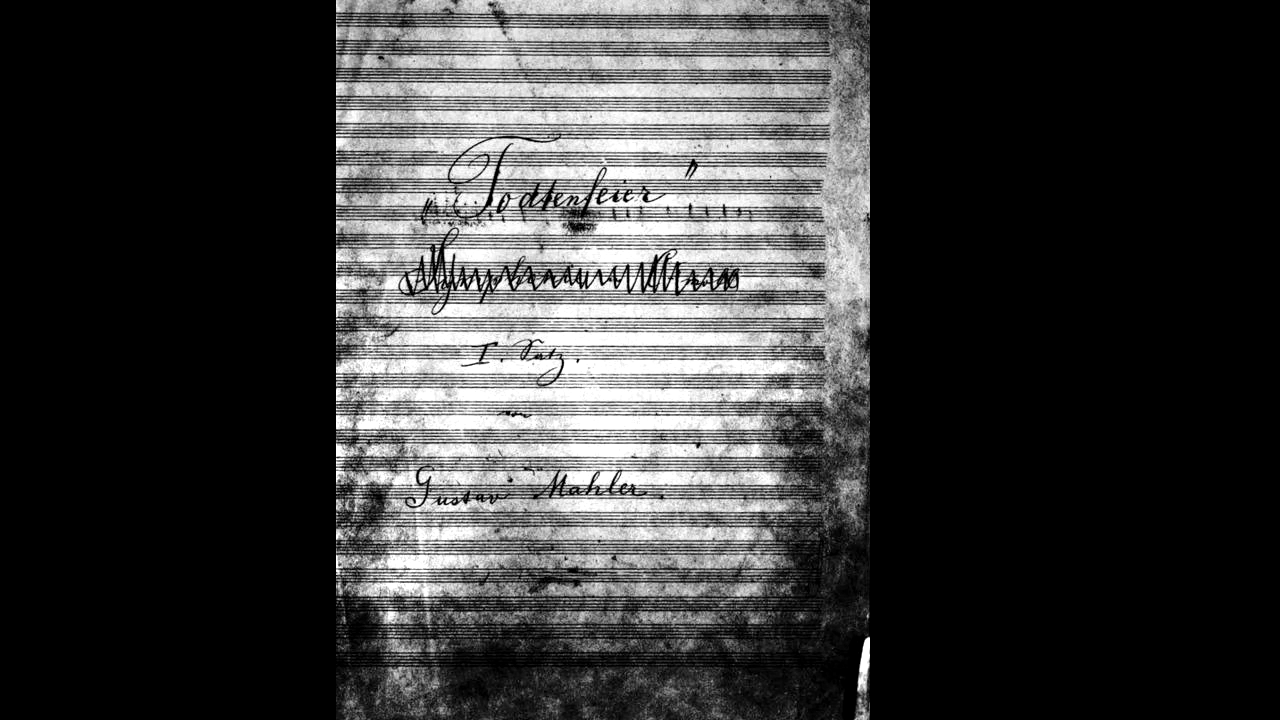 Todtenfeier"
I. Satz.
von
Gustav Mahler.